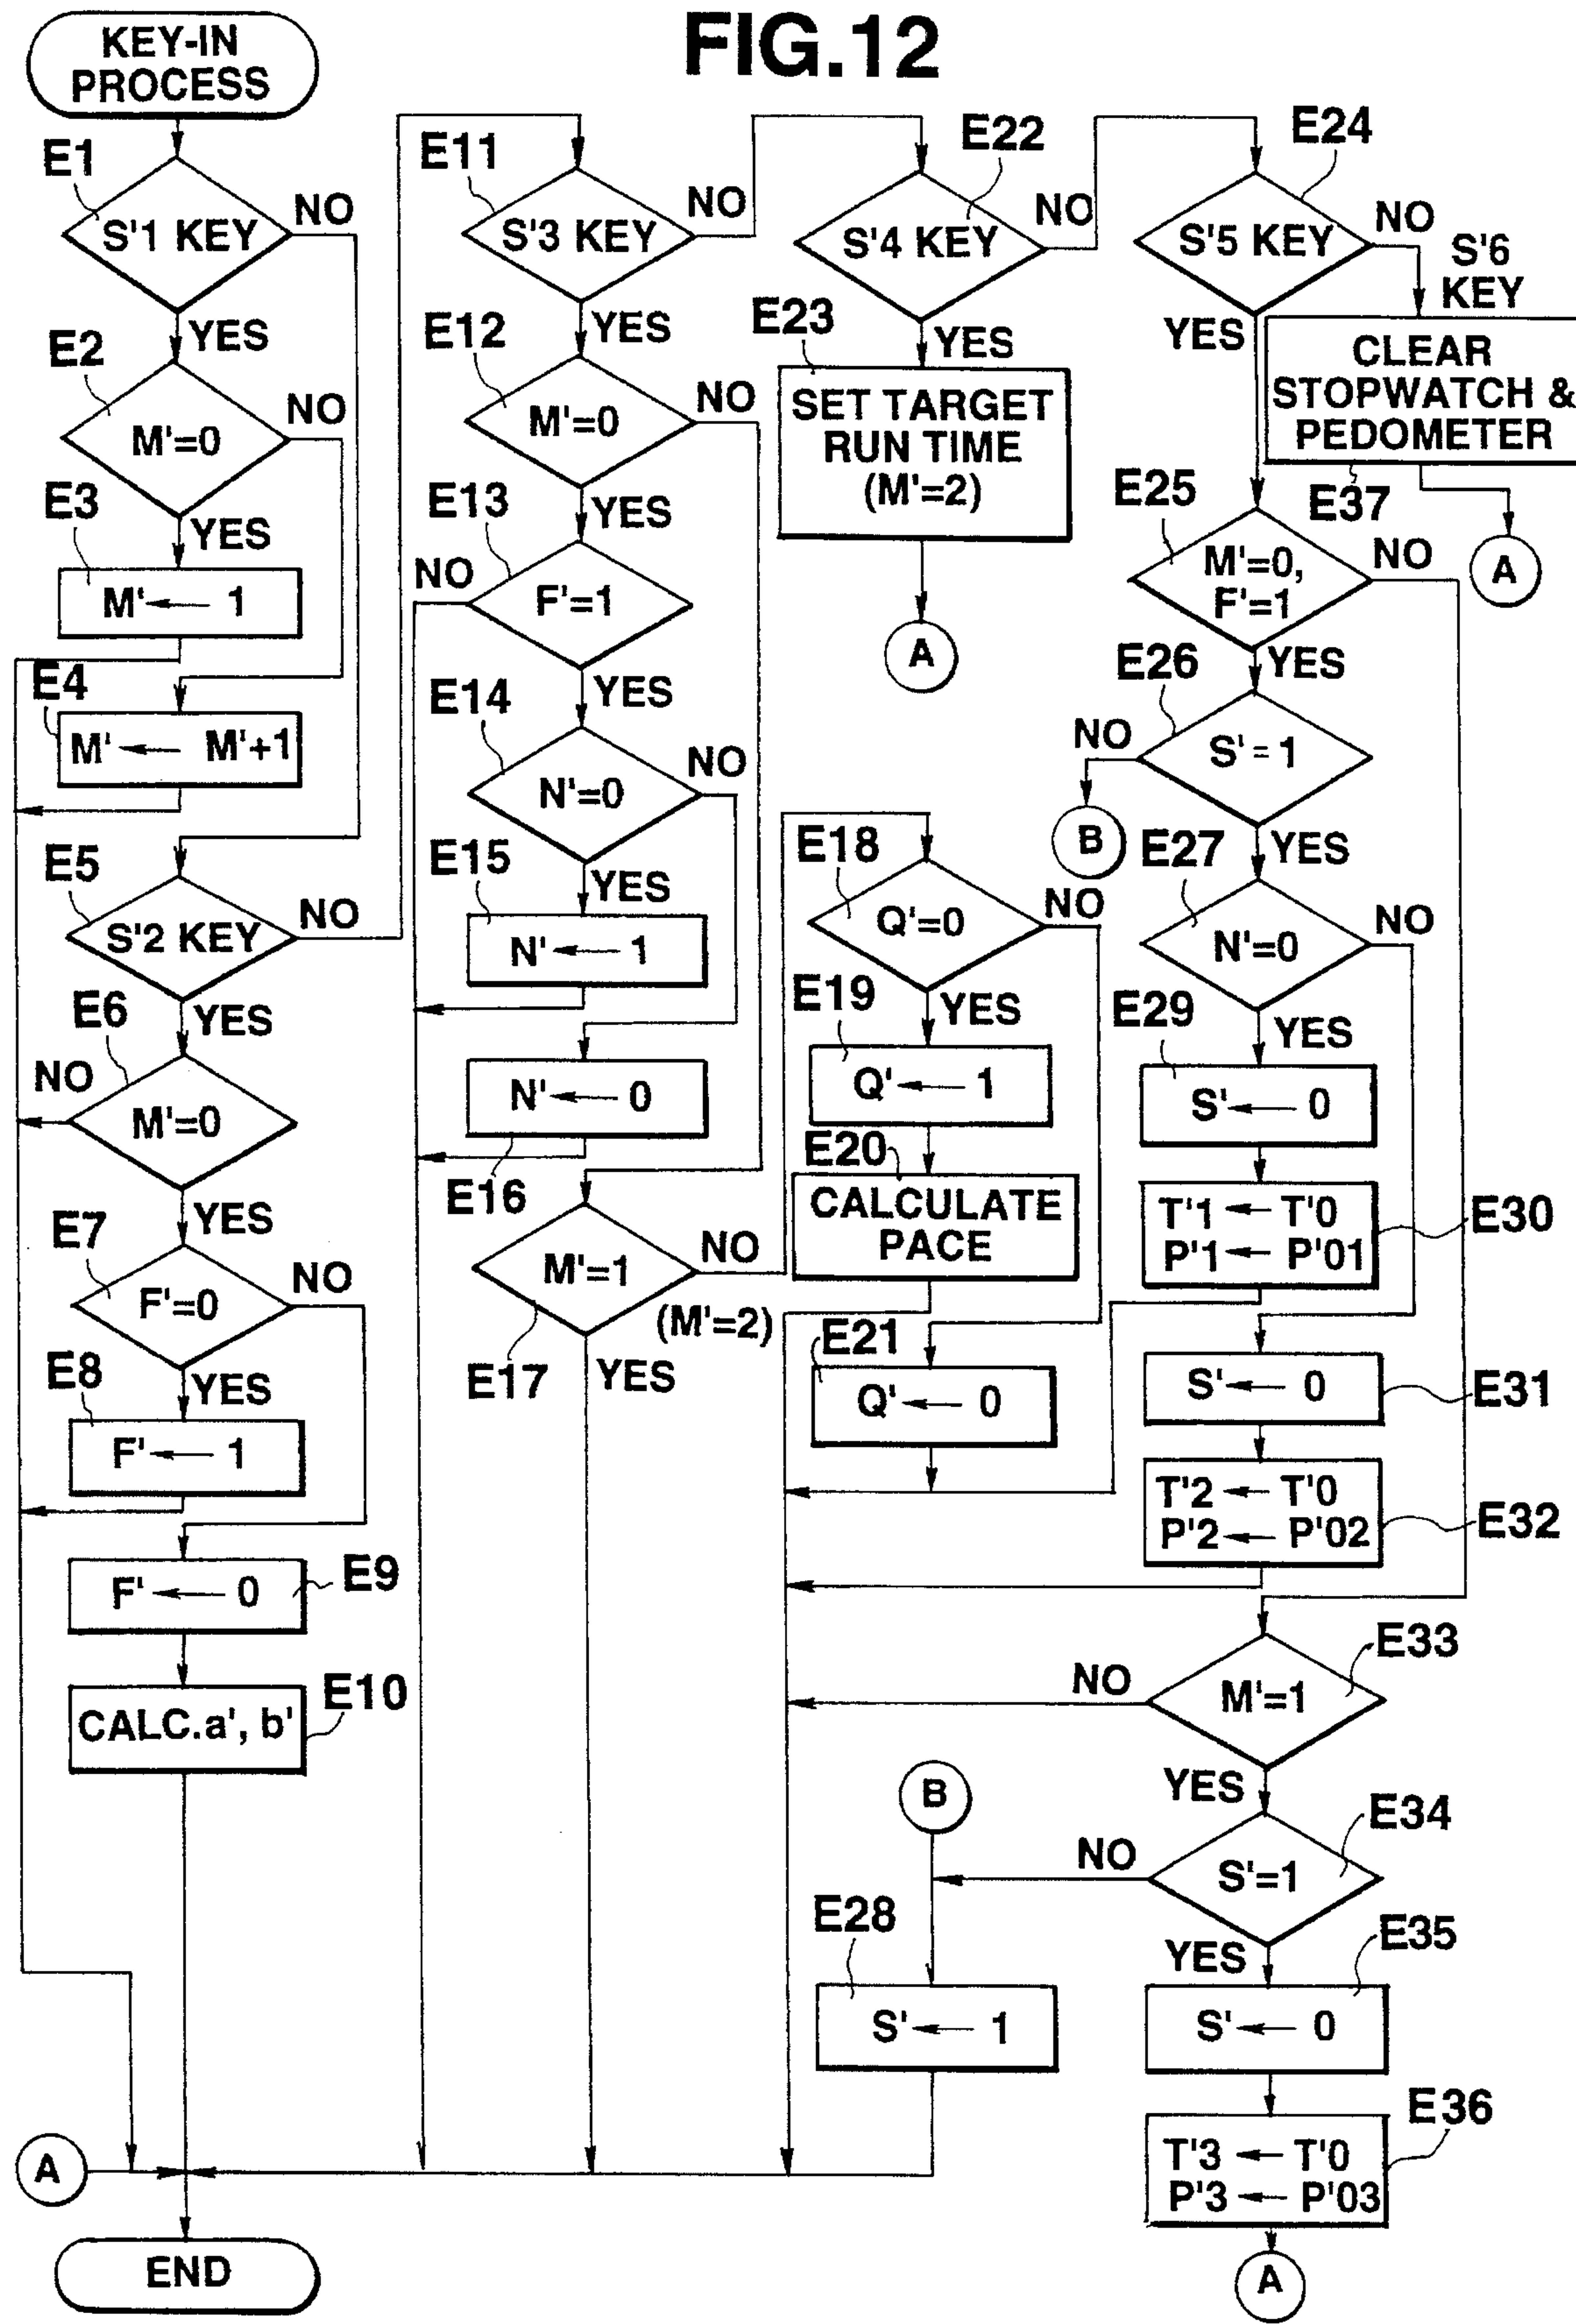 FIG.12
KEY-IN
PROCESS
E1
S'1 KEY
NO
YES
E2
M'=0
NO
YES
E3
M' ← 1
E4
M' ← M'+1
E5
S'2 KEY
NO
YES
E6
NO
M'=0
YES
E7
F'=0
NO
YES
E8
F' ← 1
E9
F' ← 0
E10
CALC.a', b'
A
END
E11
S'3 KEY
NO
YES
E12
M'=0
NO
YES
E13
NO
F'=1
YES
E14
N'=0
NO
YES
E15
N' ← 1
N' ← 0
E16
M'=1
NO
(M'=2)
E17
YES
E22
S'4 KEY
NO
YES
E23
SET TARGET
RUN TIME
(M'=2)
A
E18
Q'=0
NO
YES
E19
Q' ← 1
E20
CALCULATE
PACE
E21
Q' ← 0
B
E28
S' ← 1
E24
S'5 KEY
NO
S'6
KEY
YES
CLEAR
STOPWATCH &
PEDOMETER
E37
A
E25
M'=0,
F'=1
NO
YES
E26
NO
S'=1
B
YES
E27
N'=0
NO
YES
E29
S' ← 0
T'1 ← T'0
P'1 ← P'01
E30
S' ← 0
E31
T'2 ← T'0
P'2 ← P'02
E32
E33
NO
M'=1
YES
E34
NO
S'=1
YES
E35
S' ← 0
E36
T'3 ← T'0
P'3 ← P'03
A